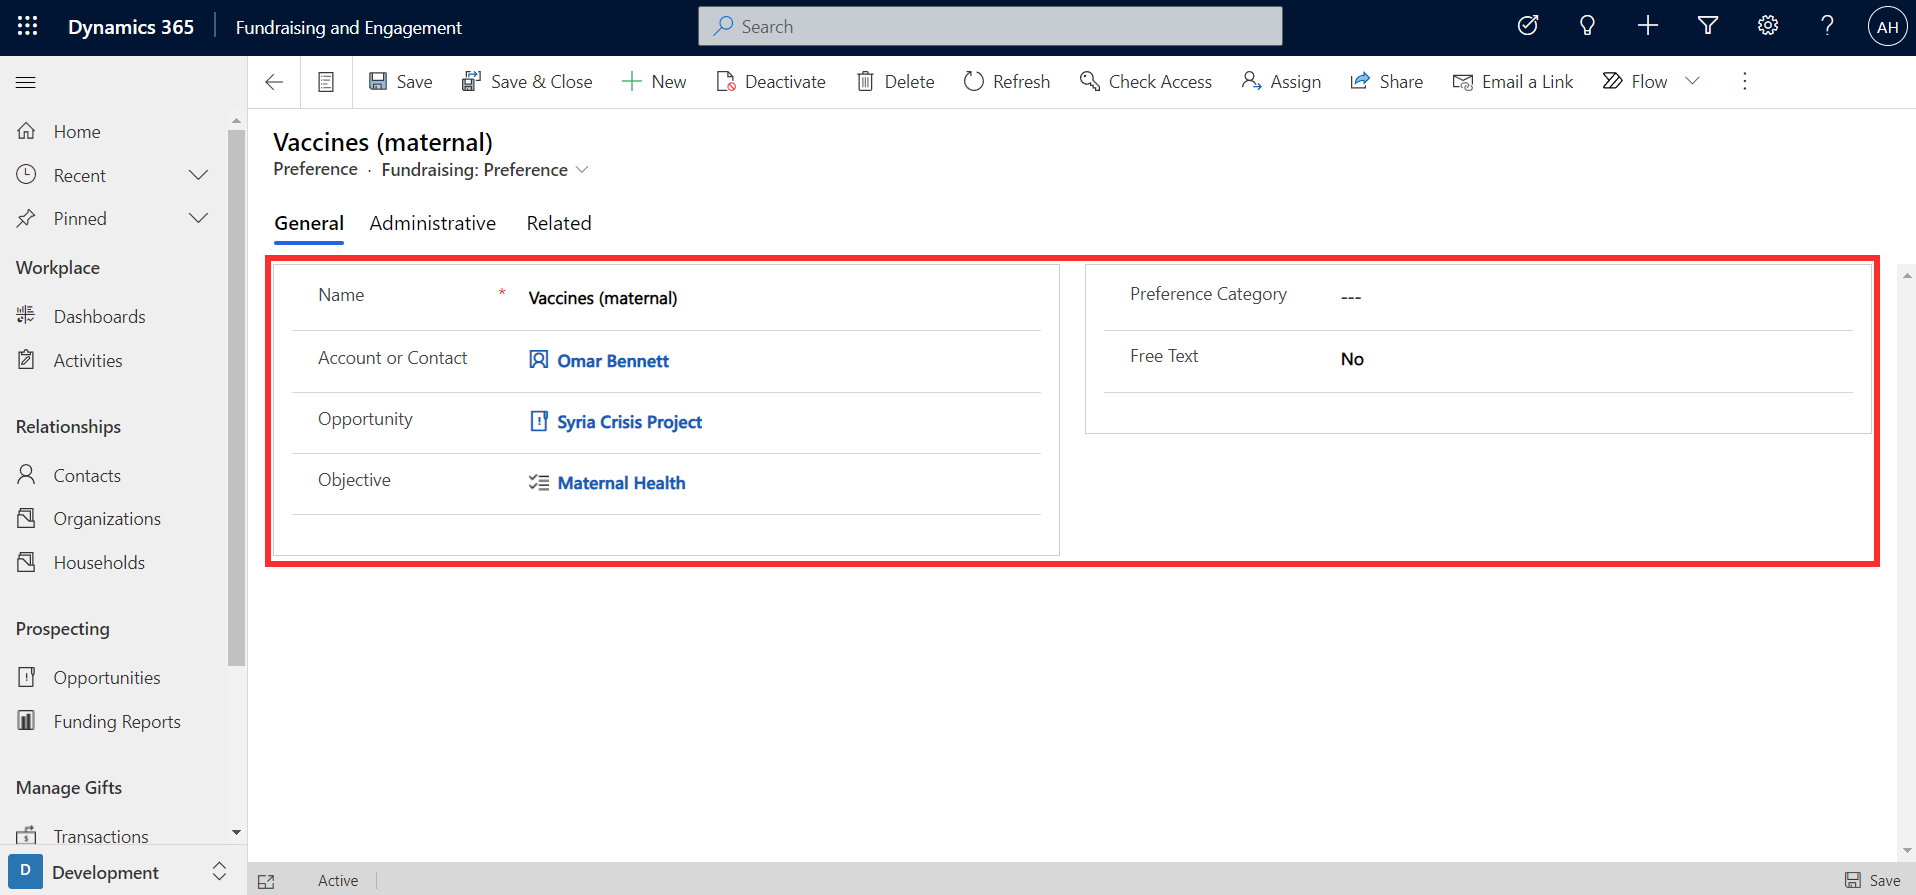 Dynamics 365
Fundraising and Engagement
Search
AH
Save
Save & Close
New
Deactivate
Delete
Refresh
Check Access
Assign
Share
Email a Link
Flow
Home
Recent
Pinned
Workplace
Dashboards
Activities
Relationships
Contacts
Organizations
Households
Prospecting
Opportunities
Funding Reports
Manage Gifts
Transactions
D
Development
Vaccines (maternal)
Preference · Fundraising: Preference
General
Administrative
Related
Name * Vaccines (maternal)
Account or Contact Omar Bennett
Opportunity Syria Crisis Project
Objective Maternal Health
Preference Category ---
Free Text No
Active
Save